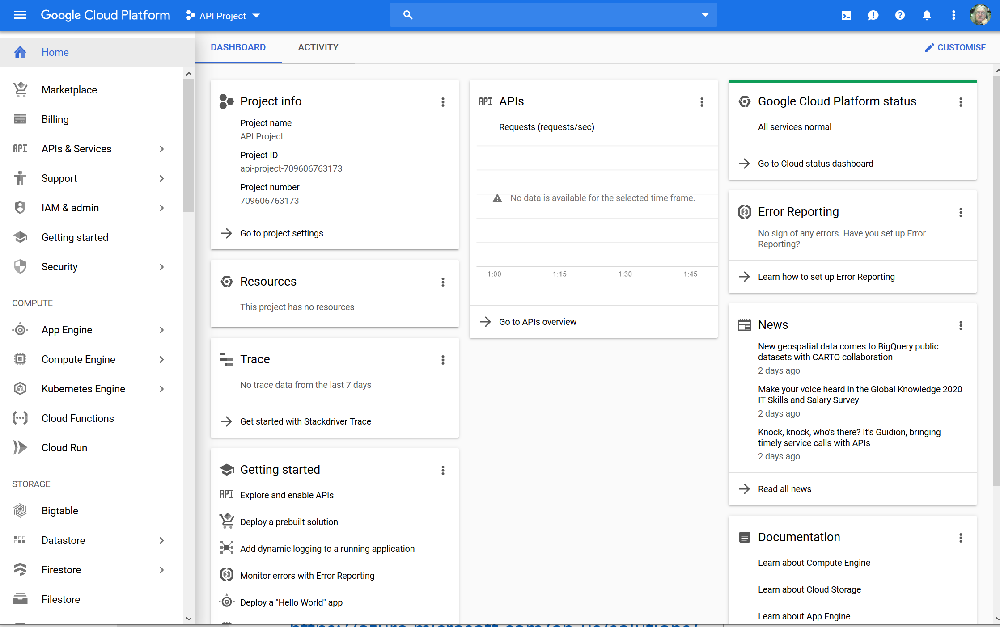 Google Cloud Platform
API Project
Home
Marketplace
Billing
API
APIs & Services
Support
IAM & admin
Getting started
Security
COMPUTE
App Engine
Compute Engine
Kubernetes Engine
Cloud Functions
Cloud Run
STORAGE
Bigtable
Datastore
Firestore
Filestore
DASHBOARD
ACTIVITY
CUSTOMISE
Project info
Project name
API Project
Project ID
api-project-709606763173
Project number
709606763173
Go to project settings
Resources
This project has no resources
Trace
No trace data from the last 7 days
Get started with Stackdriver Trace
Getting started
API
Explore and enable APIs
Deploy a prebuilt solution
Add dynamic logging to a running application
Monitor errors with Error Reporting
Deploy a "Hello World" app
API
APIs
Requests (requests/sec)
No data is available for the selected time frame.
1:00
1:15
1:30
1:45
Go to APIs overview
Google Cloud Platform status
All services normal
Go to Cloud status dashboard
Error Reporting
No sign of any errors. Have you set up Error
Reporting?
Learn how to set up Error Reporting
News
New geospatial data comes to BigQuery public
datasets with CARTO collaboration
2 days ago
Make your voice heard in the Global Knowledge 2020
IT Skills and Salary Survey
2 days ago
Knock, knock, who's there? It's Guidion, bringing
timely service calls with APIs
2 days ago
Read all news
Documentation
Learn about Compute Engine
Learn about Cloud Storage
Learn about App Engine
https://azure.microsoft.com/en-us/solutions/